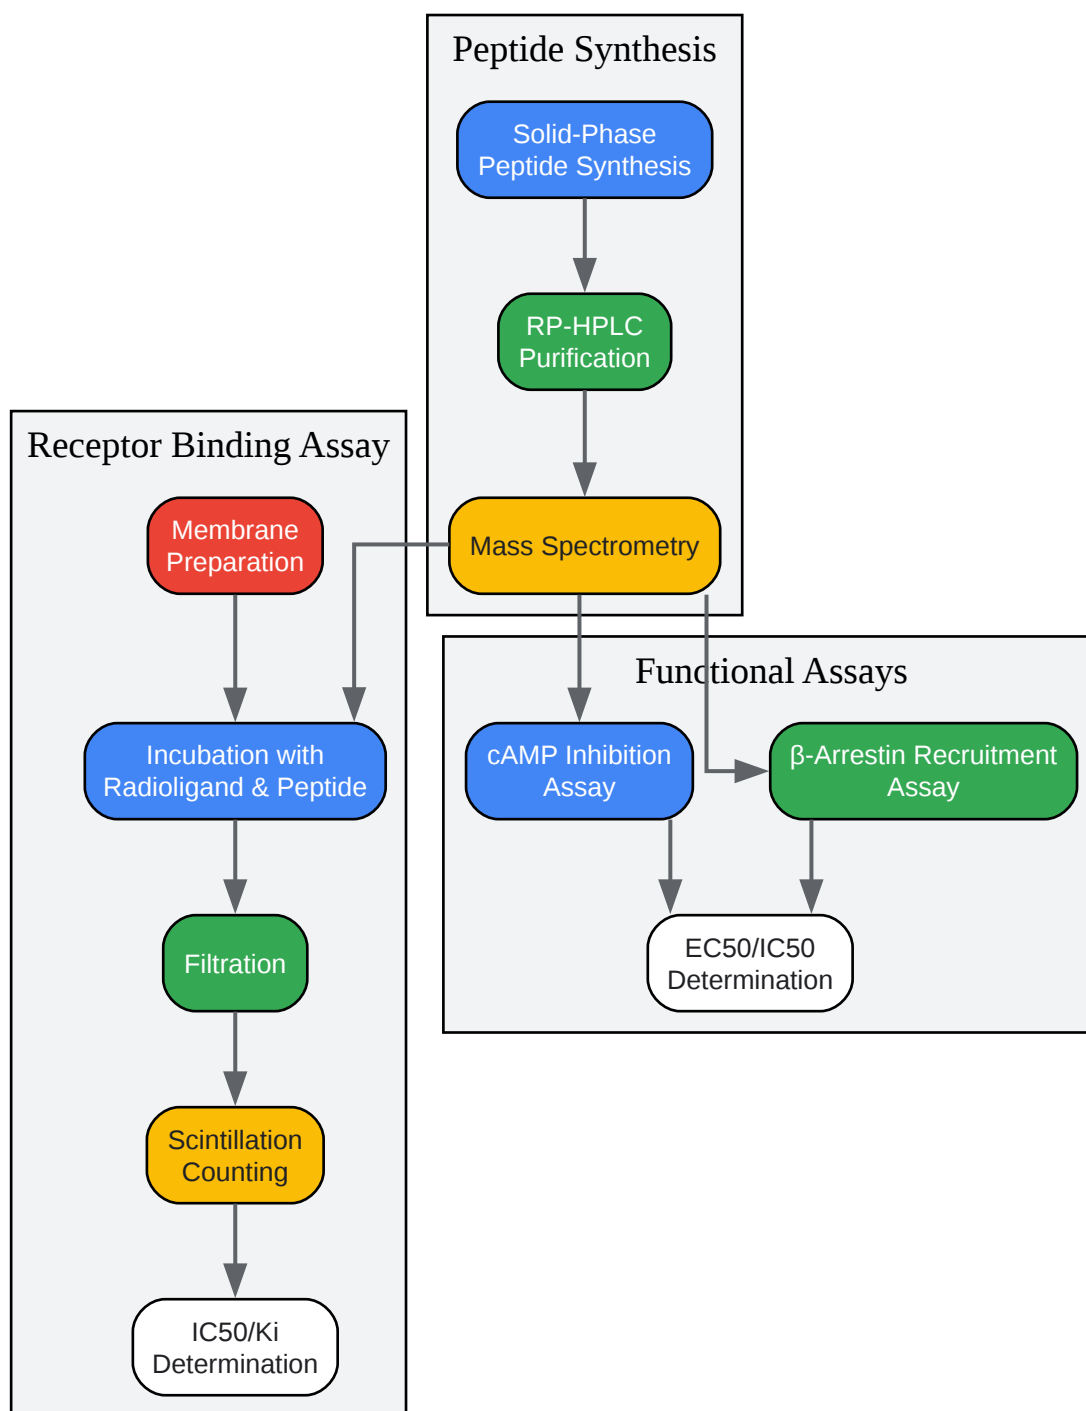 Peptide Synthesis
Solid-Phase
Peptide Synthesis
RP-HPLC
Purification
Mass Spectrometry
Receptor Binding Assay
Membrane
Preparation
Incubation with
Radioligand & Peptide
Filtration
Scintillation
Counting
IC50/Ki
Determination
Functional Assays
cAMP Inhibition
Assay
β-Arrestin Recruitment
Assay
EC50/IC50
Determination